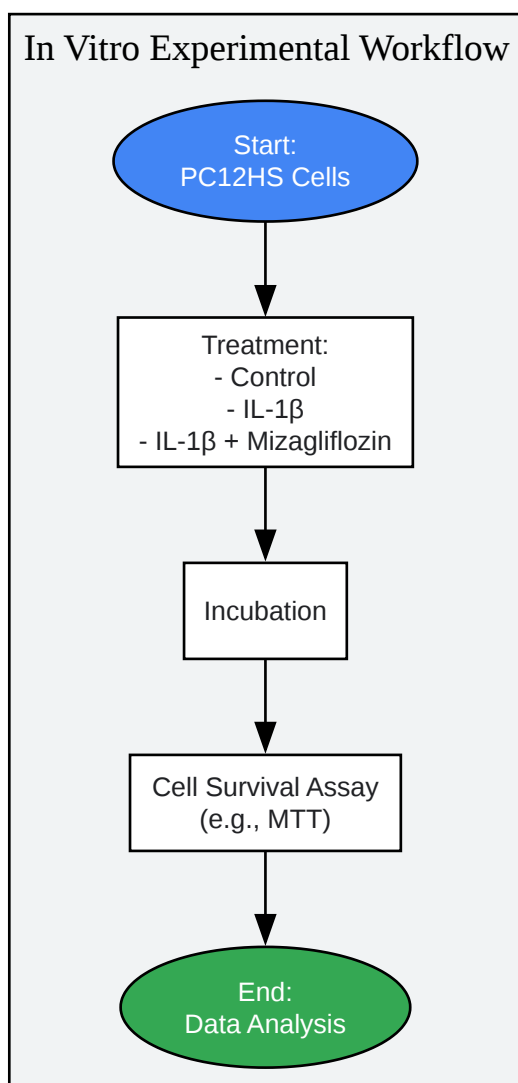 In Vitro Experimental Workflow
Start:
PC12HS Cells
Treatment:
- Control
- IL-1β
- IL-1β + Mizagliflozin
Incubation
Cell Survival Assay
(e.g., MTT)
End:
Data Analysis